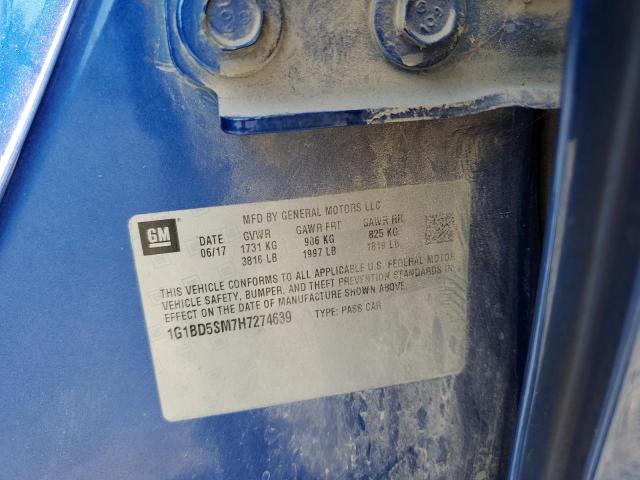 MFD BY GENERAL MOTORS LLC
GM
DATE GVWR GAWR FRT GAWR RR
06/17 1731 KG 906 KG 825 KG
3816 LB 1997 LB 1819 LB
THIS VEHICLE CONFORMS TO ALL APPLICABLE U.S. FEDERAL MOTOR
VEHICLE SAFETY, BUMPER, AND THEFT PREVENTION STANDARDS IN
EFFECT ON THE DATE OF MANUFACTURE SHOWN ABOVE.
1G1BD5SM7H7274639 TYPE: PASS CAR